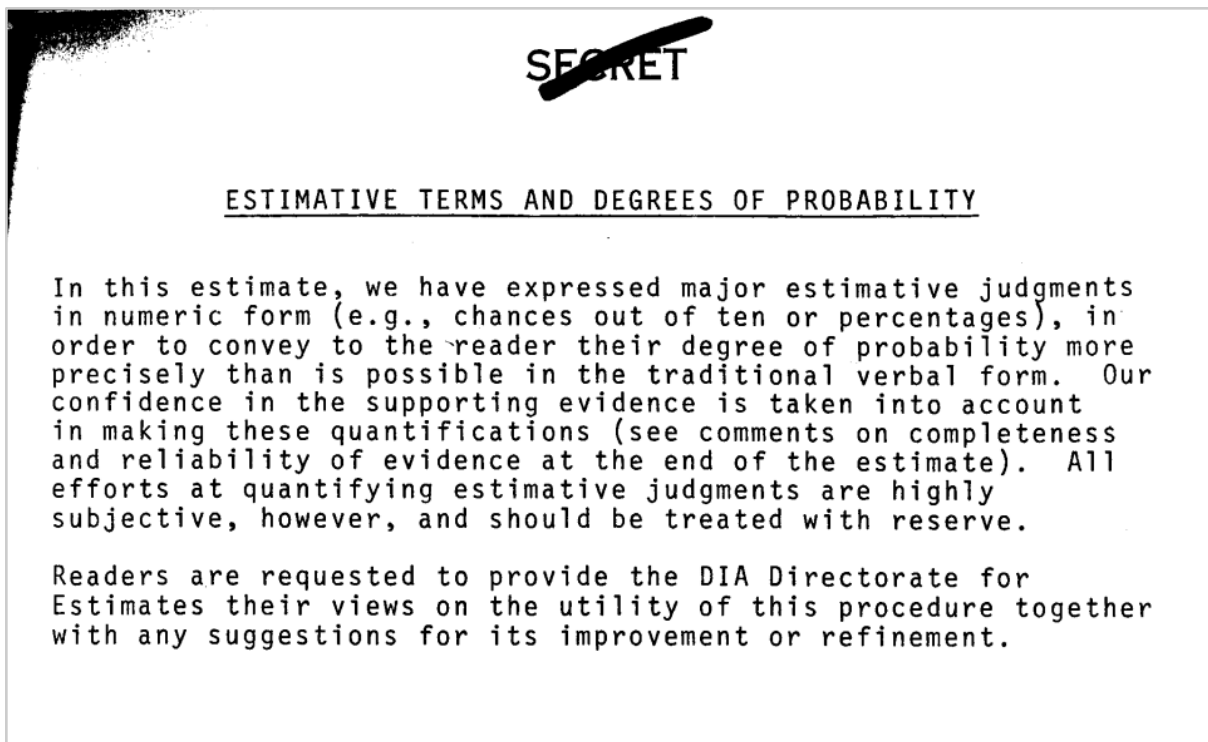 SECRET
ESTIMATIVE TERMS AND DEGREES OF PROBABILITY
In this estimate, we have expressed major estimative judgments
in numeric form (e.g., chances out of ten or percentages), in
order to convey to the reader their degree of probability more
precisely than is possible in the traditional verbal form. Our
confidence in the supporting evidence is taken into account
in making these quantifications (see comments on completeness
and reliability of evidence at the end of the estimate). All
efforts at quantifying estimative judgments are highly
subjective, however, and should be treated with reserve.
Readers are requested to provide the DIA Directorate for
Estimates their views on the utility of this procedure together
with any suggestions for its improvement or refinement.